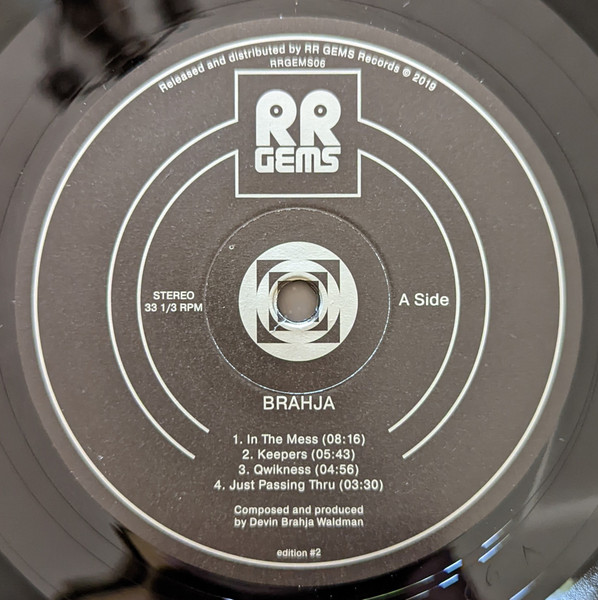 Released and distributed by RR GEMS Records © 2019
RRGEMS06
RR
GEMS
STEREO
33 1/3 RPM
A Side
BRAHJA
1. In The Mess (08:16)
2. Keepers (05:43)
3. Qwikness (04:56)
4. Just Passing Thru (03:30)
Composed and produced
by Devin Brahja Waldman
edition #2